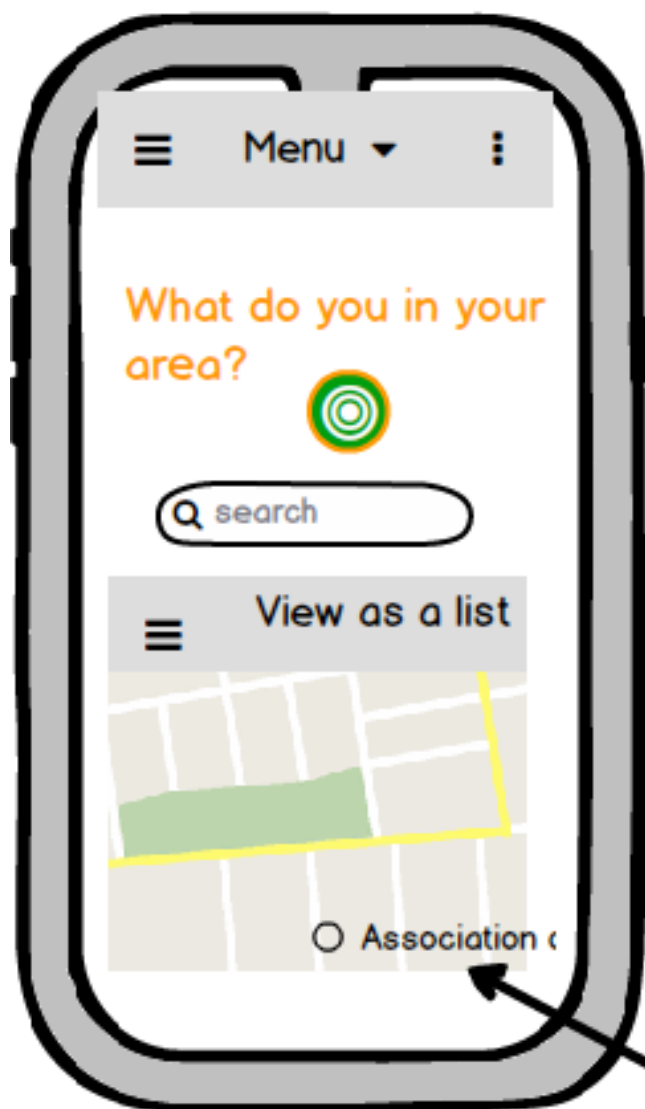 Menu
What do you in your
area?
search
View as a list
Association